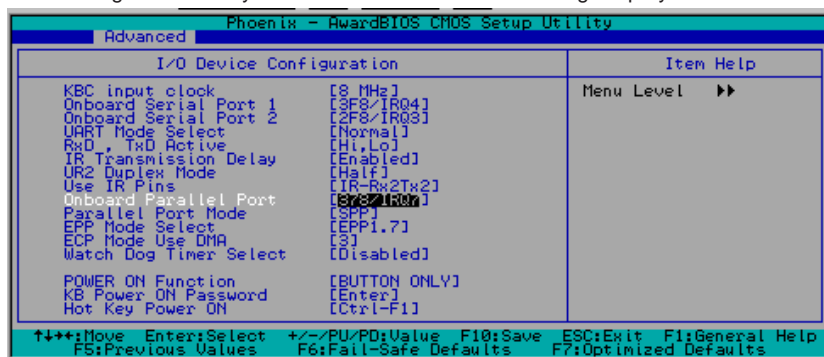 Phoenix - AwardBIOS CMOS Setup Utility
Advanced
I/O Device Configuration
Item Help
KBC input clock [8 MHz]
Menu Level ▶▶
Onboard Serial Port 1 [3F8/IRQ4]
Onboard Serial Port 2 [2F8/IRQ3]
UART Mode Select [Normal]
RxD , TxD Active [Hi,Lo]
IR Transmission Delay [Enabled]
UR2 Duplex Mode [Half]
Use IR Pins [IR-Rx2Tx2]
Onboard Parallel Port [378/IRQ7]
Parallel Port Mode [SPP]
EPP Mode Select [EPP1.7]
ECP Mode Use DMA [3]
Watch Dog Timer Select [Disabled]
POWER ON Function [BUTTON ONLY]
KB Power ON Password [Enter]
Hot Key Power ON [Ctrl-F1]
↑↓→←:Move Enter:Select +/-/PU/PD:Value F10:Save ESC:Exit F1:General Help
F5:Previous Values F6:Fail-Safe Defaults F7:Optimized Defaults